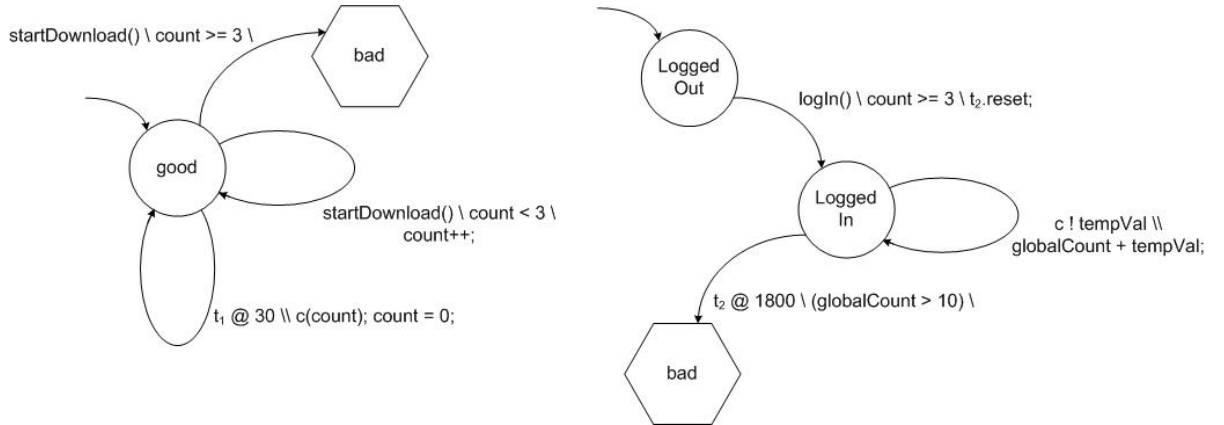 startDownload() \ count >= 3 \
bad
good
startDownload() \ count < 3 \
count++;
t₁ @ 30 \\ c(count); count = 0;
Logged
Out
logIn() \ count >= 3 \ t₂.reset;
Logged
In
c ! tempVal \\
globalCount + tempVal;
t₂ @ 1800 \ (globalCount > 10) \
bad